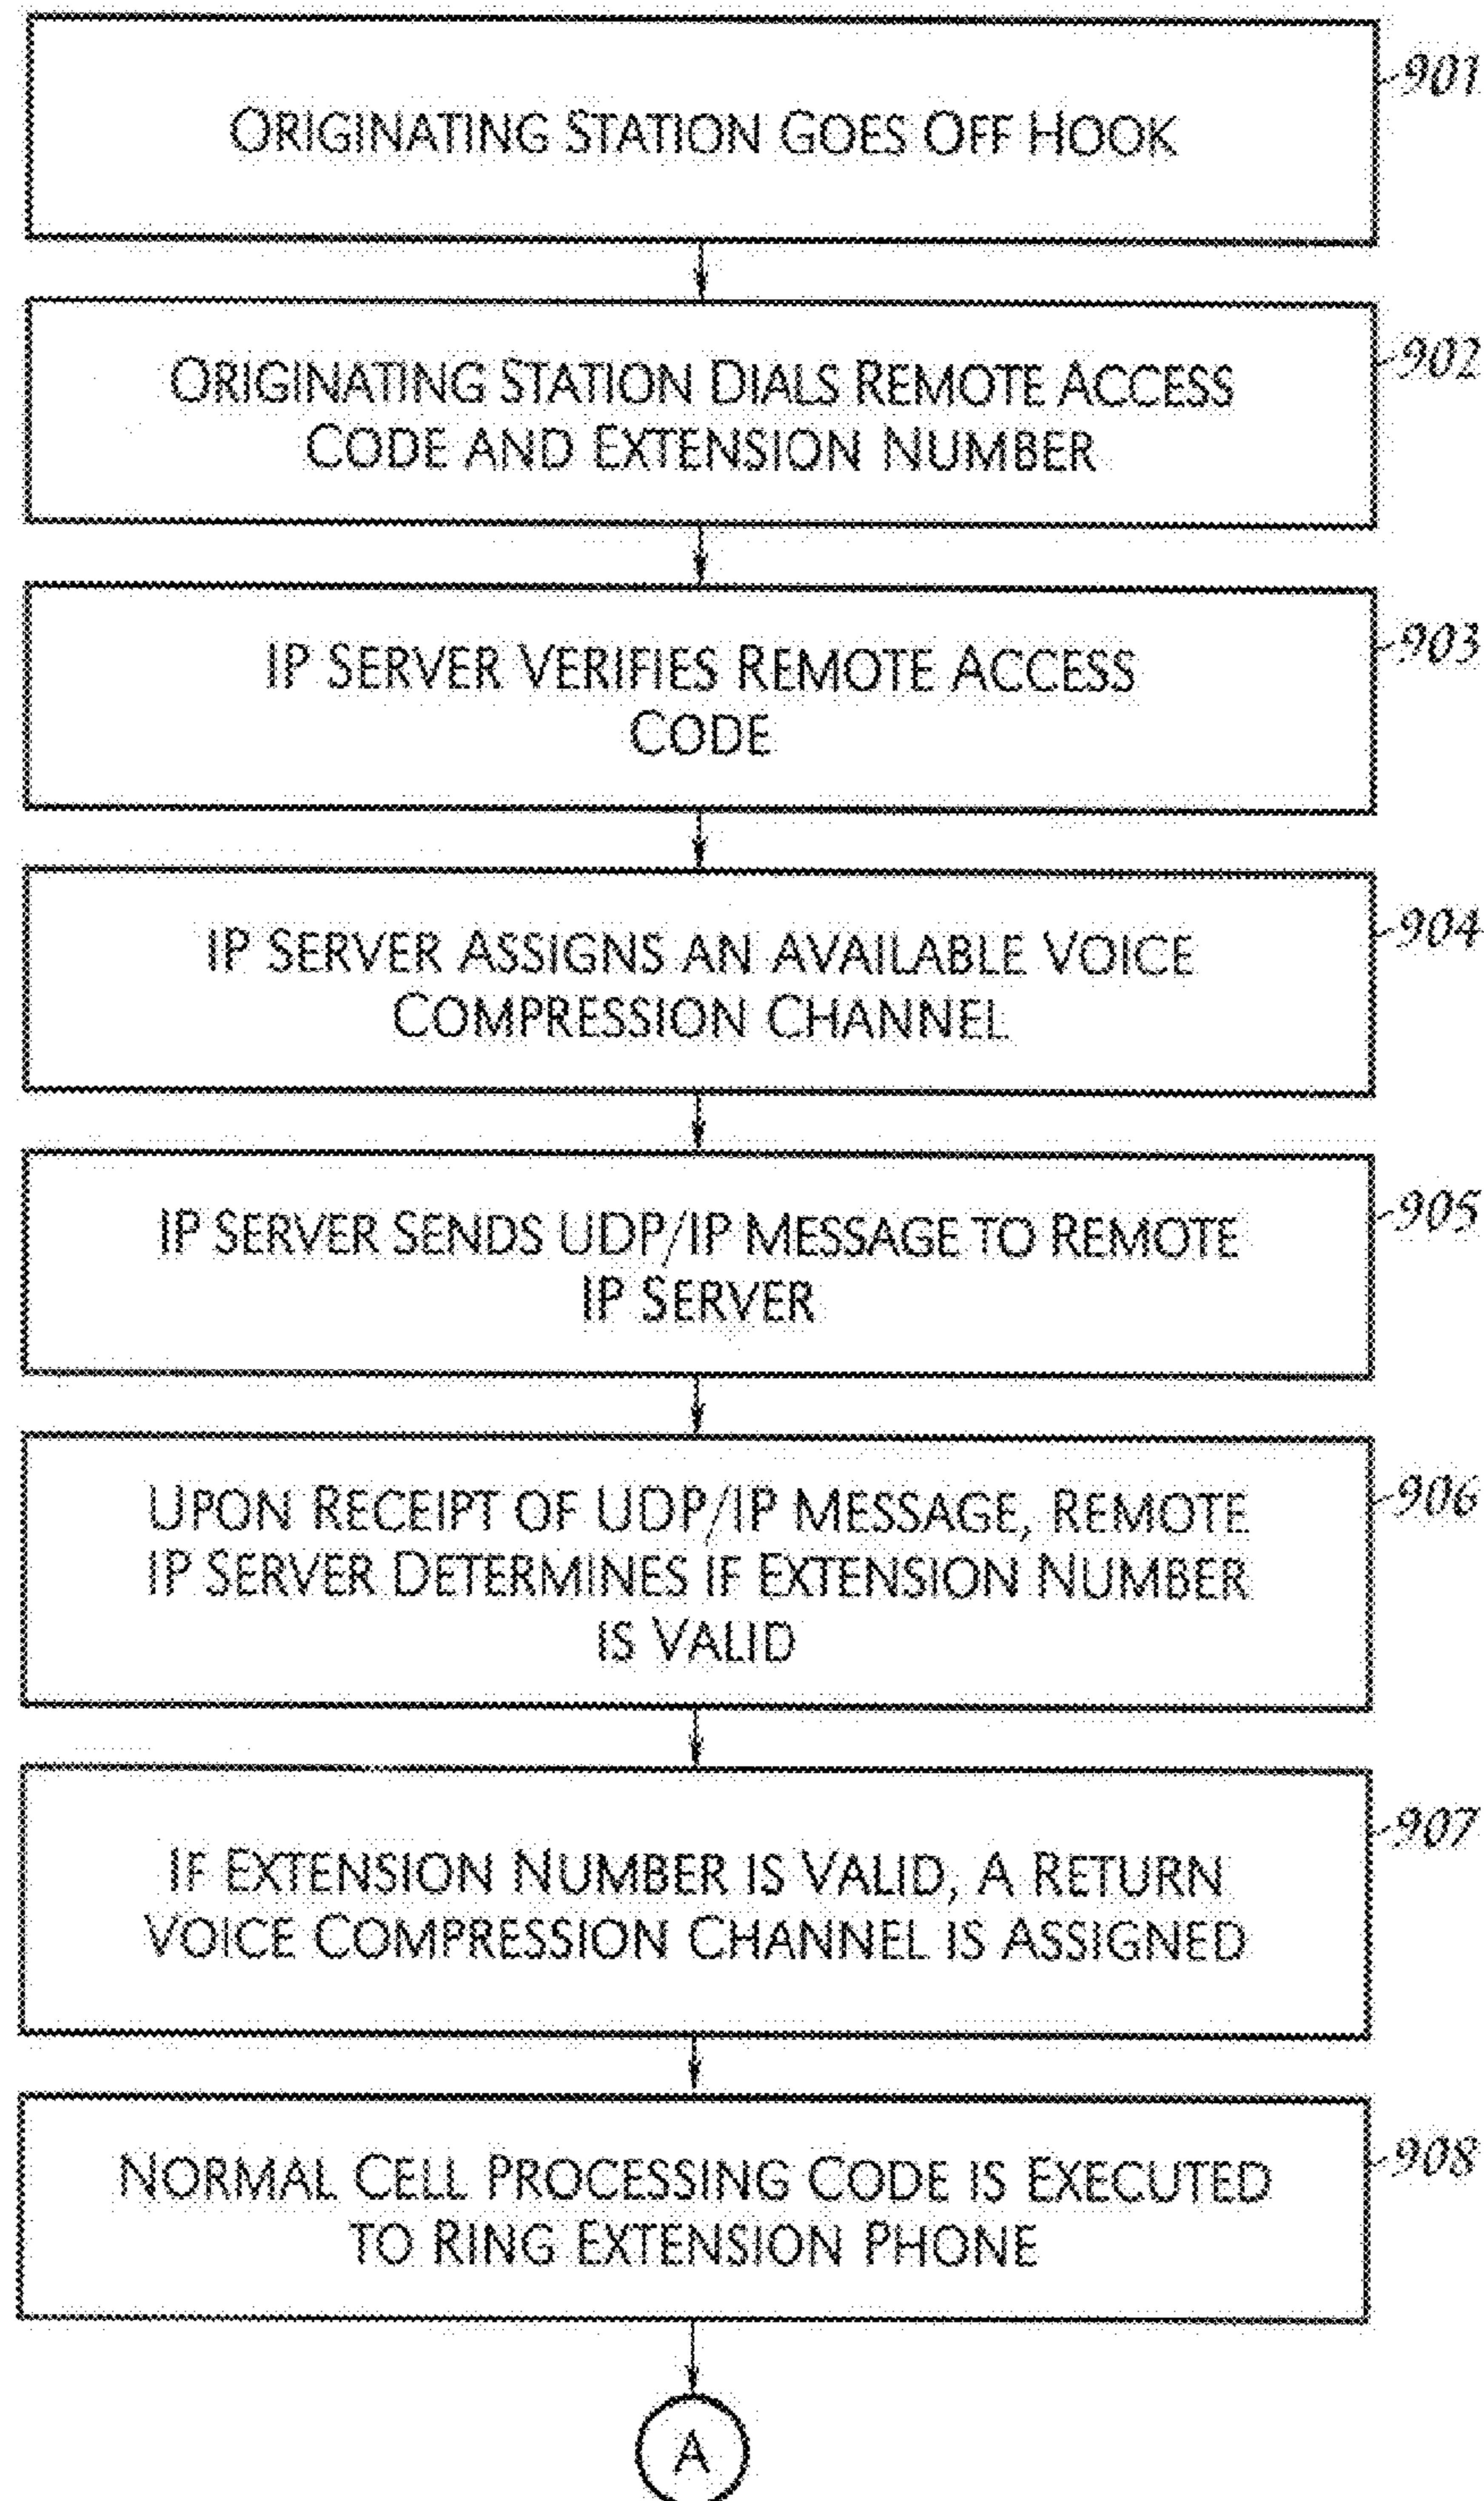 ORIGINATING STATION GOES OFF HOOK
901
ORIGINATING STATION DIALS REMOTE ACCESS
CODE AND EXTENSION NUMBER
902
IP SERVER VERIFIES REMOTE ACCESS
CODE
903
IP SERVER ASSIGNS AN AVAILABLE VOICE
COMPRESSION CHANNEL
904
IP SERVER SENDS UDP/IP MESSAGE TO REMOTE
IP SERVER
905
UPON RECEIPT OF UDP/IP MESSAGE, REMOTE
IP SERVER DETERMINES IF EXTENSION NUMBER
IS VALID
906
IF EXTENSION NUMBER IS VALID, A RETURN
VOICE COMPRESSION CHANNEL IS ASSIGNED
907
NORMAL CELL PROCESSING CODE IS EXECUTED
TO RING EXTENSION PHONE
908
A